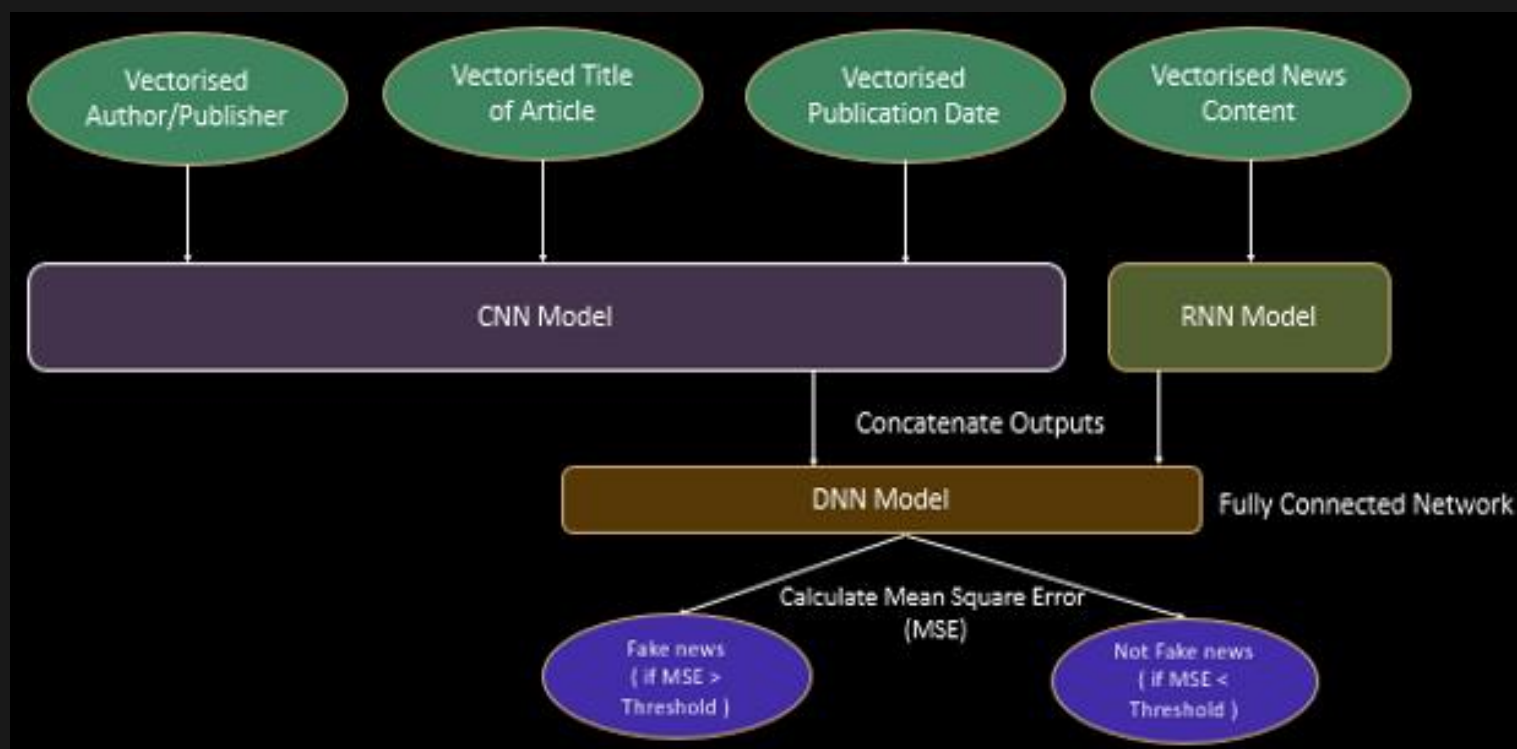 Vectorised
Author/Publisher
Vectorised Title
of Article
Vectorised
Publication Date
Vectorised News
Content
CNN Model
RNN Model
Concatenate Outputs
DNN Model
Fully Connected Network
Calculate Mean Square Error
(MSE)
Fake news
( if MSE >
Threshold )
Not Fake news
( if MSE <
Threshold )